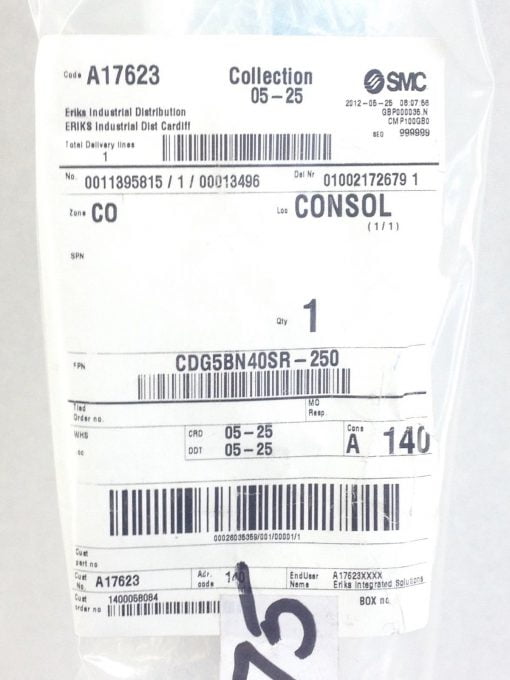 Code A17623 Collection SMC
05-25
2012-05-25 08:07:56
Eriks Industrial Distribution GBP000036.N
ERIKS Industrial Dist Cardiff CMP100GB0
Total Delivery lines SEQ 999999
1
No. 0011395815 / 1 / 00013496 Del Nr 01002172679 1
Zone CO Loc CONSOL
(1/1)
SPN
Qty 1
FPN CDG5BN40SR-250
Tied MO
Order no. Resp
WHS CRD 05-25 Cons
cc DDT 05-25 A 140
00026036359/001/00001/1
Cust
part no
Cust No. A17623 Adr. code 140 EndUser Name A17623XXXX
Eriks Integrated Solutions
Cust order no 1400068084 BOX no.
75